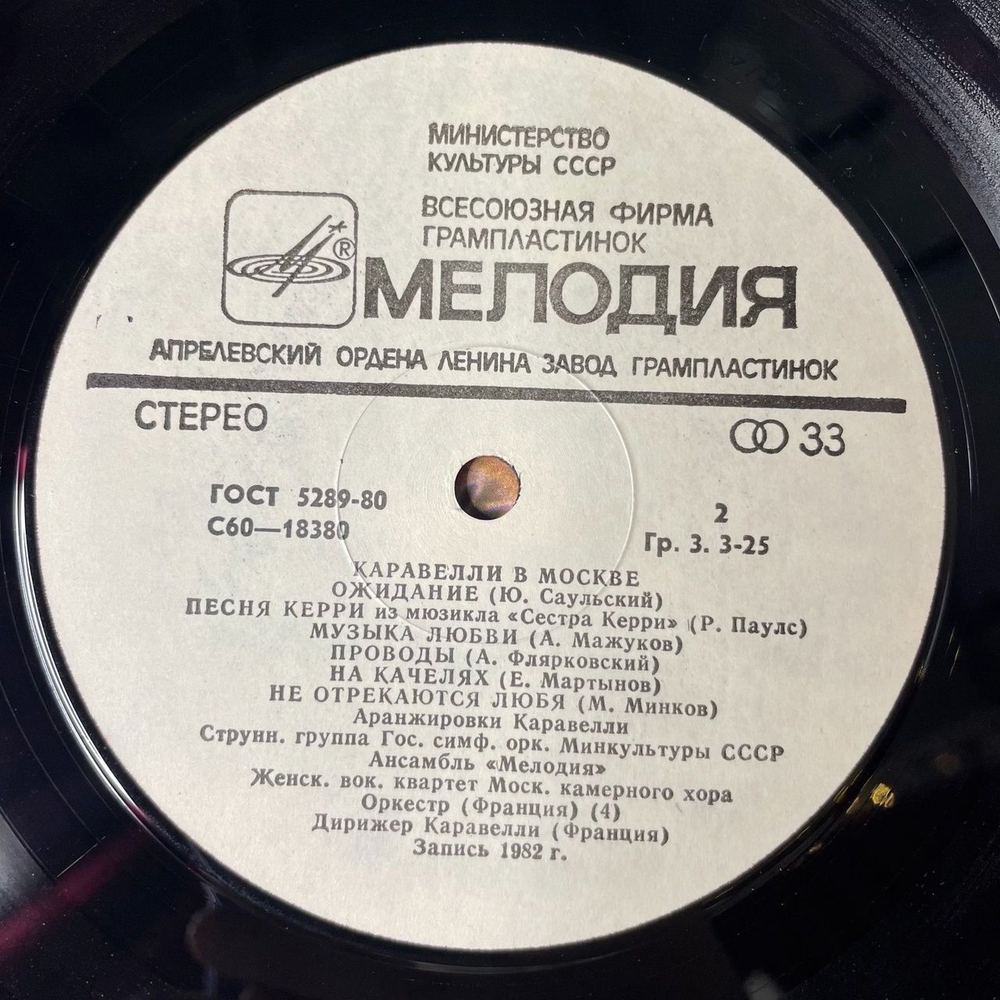 МИНИСТЕРСТВО
КУЛЬТУРЫ СССР
ВСЕСОЮЗНАЯ ФИРМА
ГРАМПЛАСТИНОК
®
МЕЛОДИЯ
АПРЕЛЕВСКИЙ ОРДЕНА ЛЕНИНА ЗАВОД ГРАМПЛАСТИНОК
СТЕРЕО
33
ГОСТ 5289-80
С60—18380
2
Гр. 3. 3-25
КАРАВЕЛЛИ В МОСКВЕ
ОЖИДАНИЕ (Ю. Саульский)
ПЕСНЯ КЕРРИ из мюзикла «Сестра Керри» (Р. Паулс)
МУЗЫКА ЛЮБВИ (А. Мажуков)
ПРОВОДЫ (А. Флярковский)
НА КАЧЕЛЯХ (Е. Мартынов)
НЕ ОТРЕКАЮТСЯ ЛЮБЯ (М. Минков)
Аранжировки Каравелли
Струнн. группа Гос. симф. орк. Минкультуры СССР
Ансамбль «Мелодия»
Женск. вок. квартет Моск. камерного хора
Оркестр (Франция) (4)
Дирижер Каравелли (Франция)
Запись 1982 г.